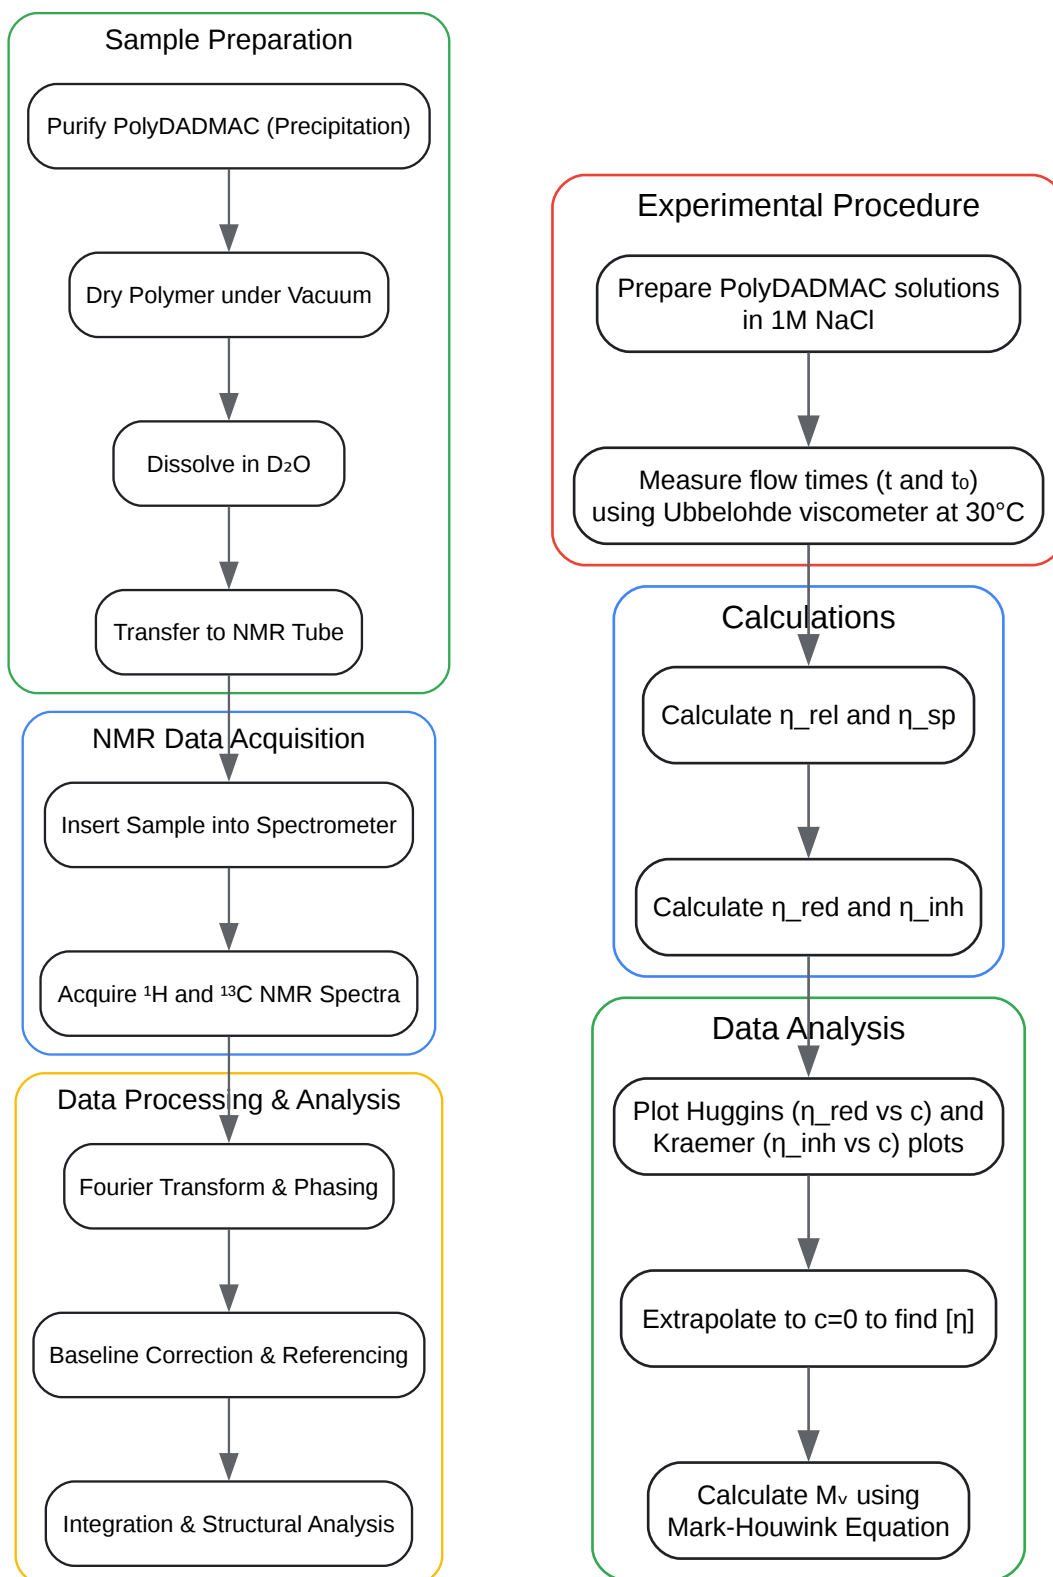 Sample Preparation
Purify PolyDADMAC (Precipitation)
Dry Polymer under Vacuum
Dissolve in D₂O
Transfer to NMR Tube
NMR Data Acquisition
Insert Sample into Spectrometer
Acquire ¹H and ¹³C NMR Spectra
Data Processing & Analysis
Fourier Transform & Phasing
Baseline Correction & Referencing
Integration & Structural Analysis
Experimental Procedure
Prepare PolyDADMAC solutions
in 1M NaCl
Measure flow times (t and t₀)
using Ubbelohde viscometer at 30°C
Calculations
Calculate η_rel and η_sp
Calculate η_red and η_inh
Data Analysis
Plot Huggins (η_red vs c) and
Kraemer (η_inh vs c) plots
Extrapolate to c=0 to find [η]
Calculate Mᵥ using
Mark-Houwink Equation